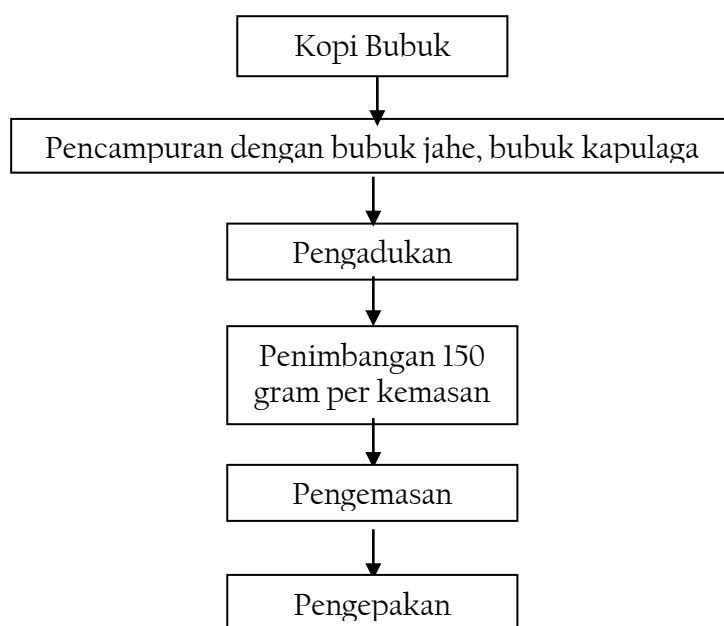 Kopi Bubuk
Pencampuran dengan bubuk jahe, bubuk kapulaga
Pengadukan
Penimbangan 150
gram per kemasan
Pengemasan
Pengepakan